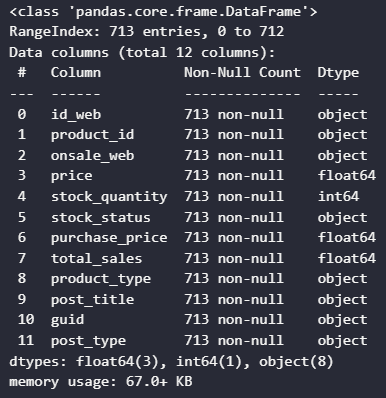 <class 'pandas.core.frame.DataFrame'>
RangeIndex: 713 entries, 0 to 712
Data columns (total 12 columns):
 #   Column          Non-Null Count  Dtype
---  ------          --------------  -----
 0   id_web          713 non-null    object
 1   product_id      713 non-null    object
 2   onsale_web      713 non-null    object
 3   price           713 non-null    float64
 4   stock_quantity  713 non-null    int64
 5   stock_status    713 non-null    object
 6   purchase_price  713 non-null    float64
 7   total_sales     713 non-null    float64
 8   product_type    713 non-null    object
 9   post_title      713 non-null    object
 10  guid            713 non-null    object
 11  post_type       713 non-null    object
dtypes: float64(3), int64(1), object(8)
memory usage: 67.0+ KB